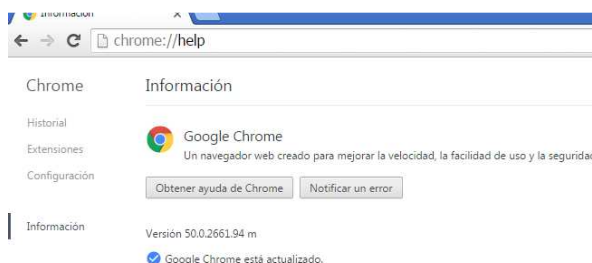 Información
chrome://help
Chrome
Información
Historial
Extensiones
Configuración
Información
Google Chrome
Un navegador web creado para mejorar la velocidad, la facilidad de uso y la seguridad
Obtener ayuda de Chrome
Notificar un error
Versión 50.0.2661.94 m
Google Chrome está actualizado.